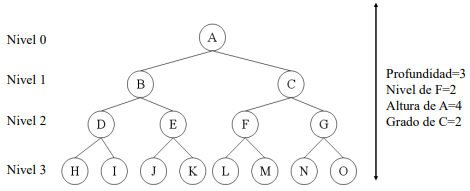 Nivel 0
A
Nivel 1
B
C
Profundidad=3
Nivel de F=2
Altura de A=4
Grado de C=2
Nivel 2
D
E
F
G
Nivel 3
H
I
J
K
L
M
N
O